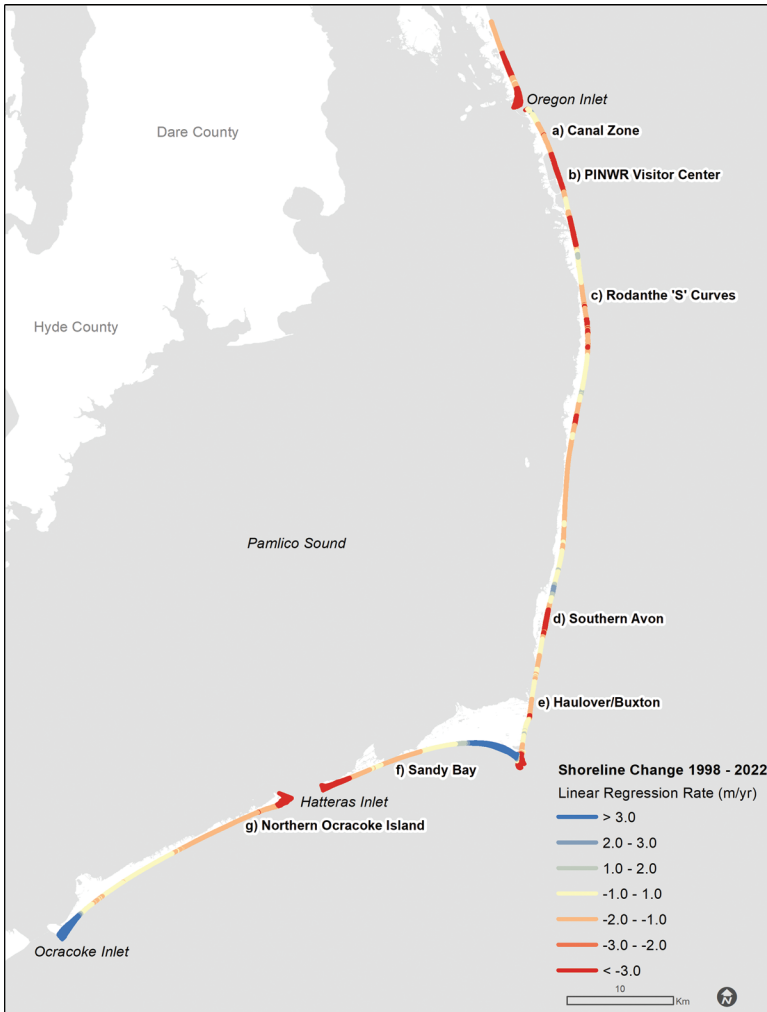 Oregon Inlet
Dare County
a) Canal Zone
b) PINWR Visitor Center
c) Rodanthe 'S' Curves
Hyde County
Pamlico Sound
d) Southern Avon
e) Haulover/Buxton
f) Sandy Bay
Hatteras Inlet
g) Northern Ocracoke Island
Ocracoke Inlet
Shoreline Change 1998 - 2022
Linear Regression Rate (m/yr)
> 3.0
2.0 - 3.0
1.0 - 2.0
-1.0 - 1.0
-2.0 - -1.0
-3.0 - -2.0
< -3.0
10
Km
N